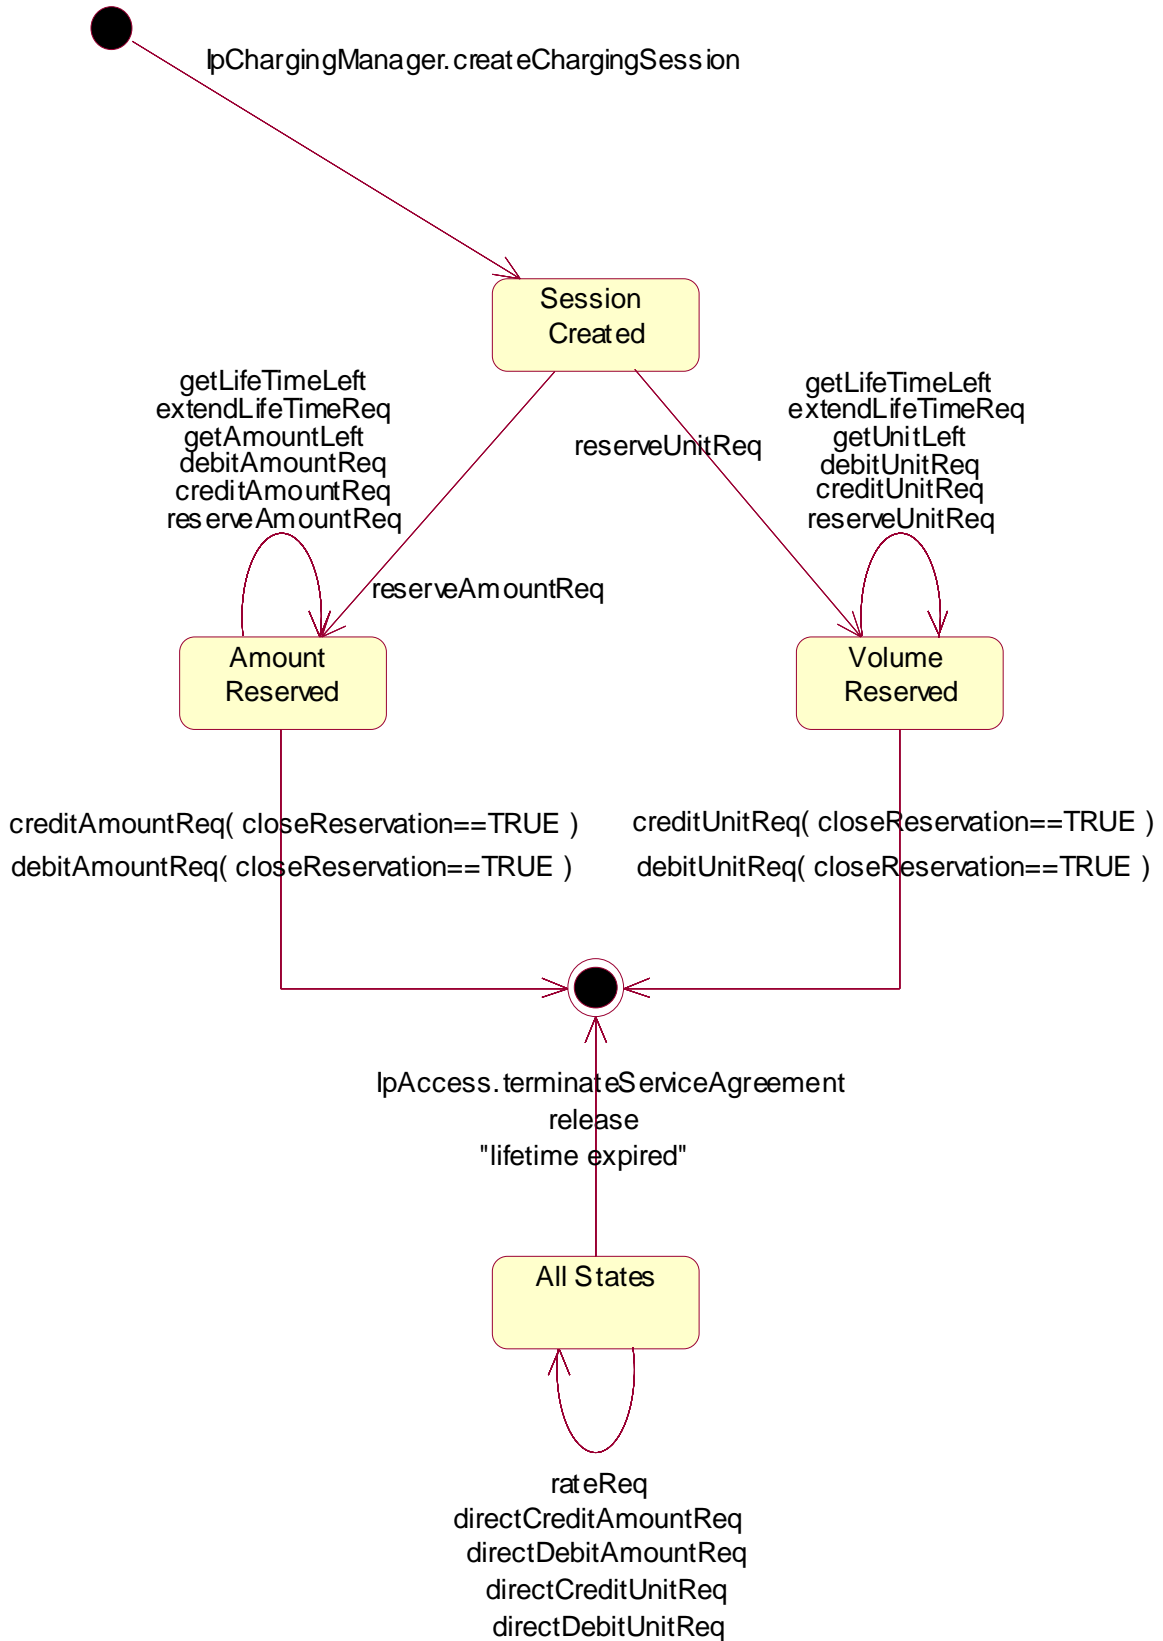 IpChargingManager.createChargingSession
Session
Created
getLifeTimeLeft
extendLifeTimeReq
getAmountLeft
debitAmountReq
creditAmountReq
reserveAmountReq
reserveUnitReq
getLifeTimeLeft
extendLifeTimeReq
getUnitLeft
debitUnitReq
creditUnitReq
reserveUnitReq
reserveAmountReq
Amount
Reserved
Volume
Reserved
creditAmountReq( closeReservation==TRUE )
debitAmountReq( closeReservation==TRUE )
creditUnitReq( closeReservation==TRUE )
debitUnitReq( closeReservation==TRUE )
IpAccess.terminateServiceAgreement
release
"lifetime expired"
All States
rateReq
directCreditAmountReq
directDebitAmountReq
directCreditUnitReq
directDebitUnitReq